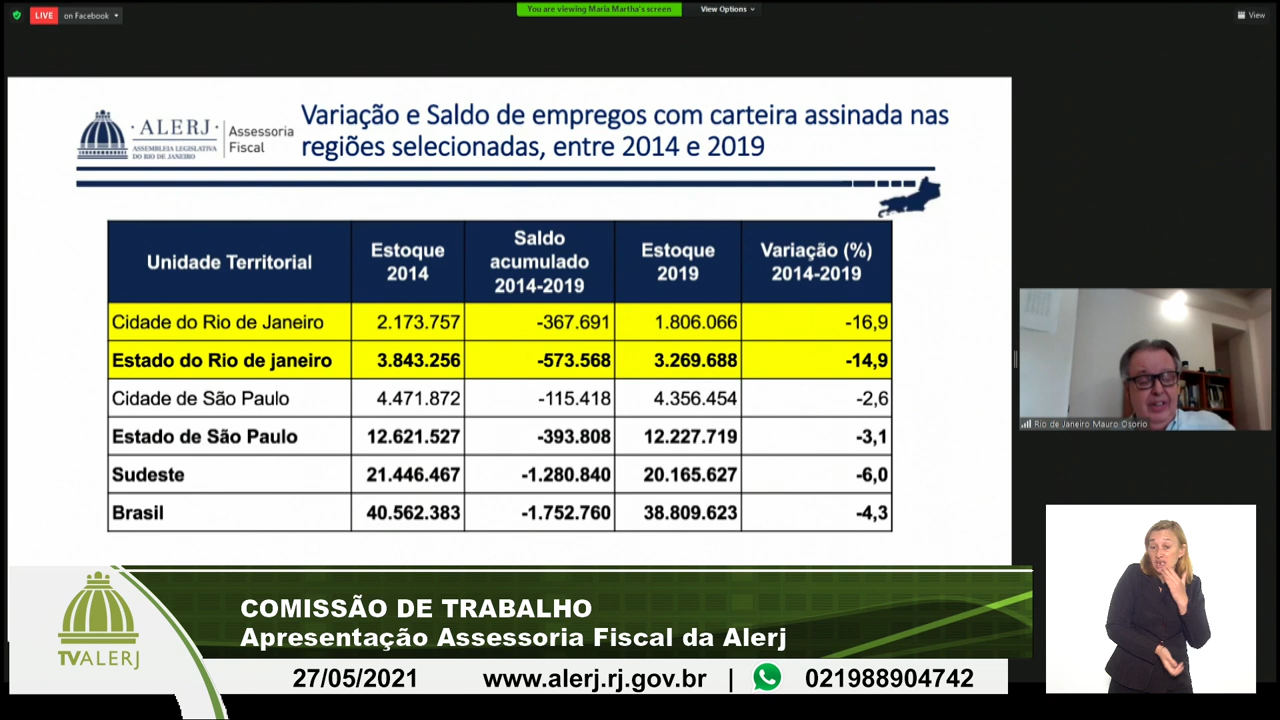 LIVE on Facebook
You are viewing Maria Martha's screen View Options
View
·ALERJ·
ASSEMBLEIA LEGISLATIVA
DO RIO DE JANEIRO
Assessoria
Fiscal
Variação e Saldo de empregos com carteira assinada nas
regiões selecionadas, entre 2014 e 2019
Unidade Territorial Estoque 2014 Saldo acumulado 2014-2019 Estoque 2019 Variação (%) 2014-2019
Cidade do Rio de Janeiro 2.173.757 -367.691 1.806.066 -16,9
Estado do Rio de janeiro 3.843.256 -573.568 3.269.688 -14,9
Cidade de São Paulo 4.471.872 -115.418 4.356.454 -2,6
Estado de São Paulo 12.621.527 -393.808 12.227.719 -3,1
Sudeste 21.446.467 -1.280.840 20.165.627 -6,0
Brasil 40.562.383 -1.752.760 38.809.623 -4,3
Rio de Janeiro Mauro Osorio
TVALERJ
COMISSÃO DE TRABALHO
Apresentação Assessoria Fiscal da Alerj
27/05/2021 www.alerj.rj.gov.br | 021988904742